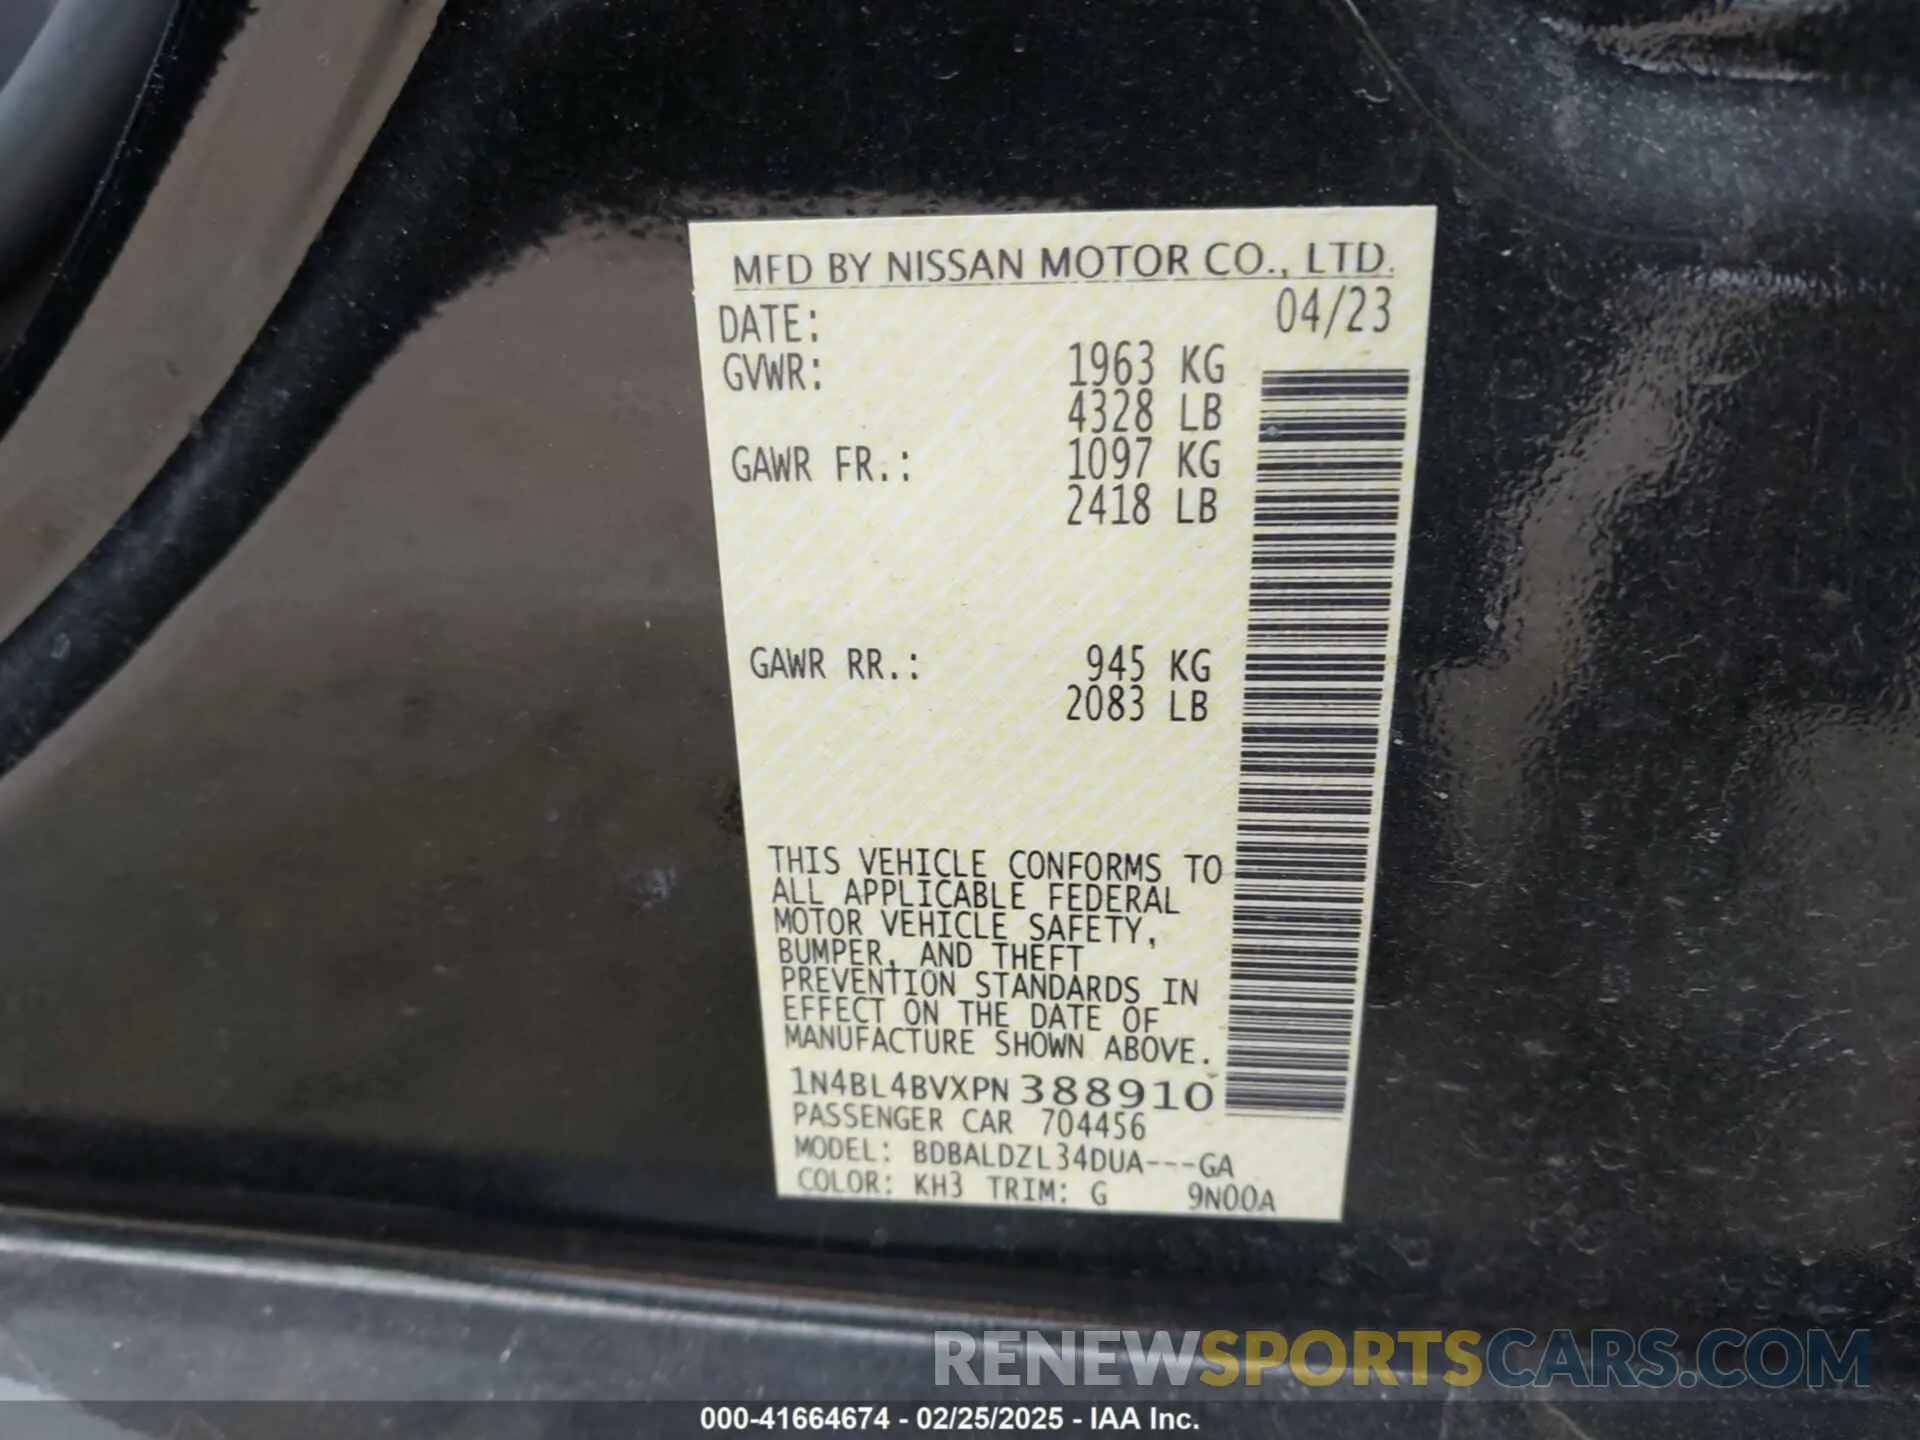 MFD BY NISSAN MOTOR CO., LTD.
DATE: 04/23
GVWR: 1963 KG
4328 LB
GAWR FR.: 1097 KG
2418 LB
GAWR RR.: 945 KG
2083 LB
THIS VEHICLE CONFORMS TO
ALL APPLICABLE FEDERAL
MOTOR VEHICLE SAFETY,
BUMPER, AND THEFT
PREVENTION STANDARDS IN
EFFECT ON THE DATE OF
MANUFACTURE SHOWN ABOVE.
1N4BL4BVXPN388910
PASSENGER CAR 704456
MODEL: BDBALDZL34DUA---GA
COLOR: KH3 TRIM: G 9N00A
RENEWSPORTSCARS.COM
000-41664674 - 02/25/2025 - IAA Inc.